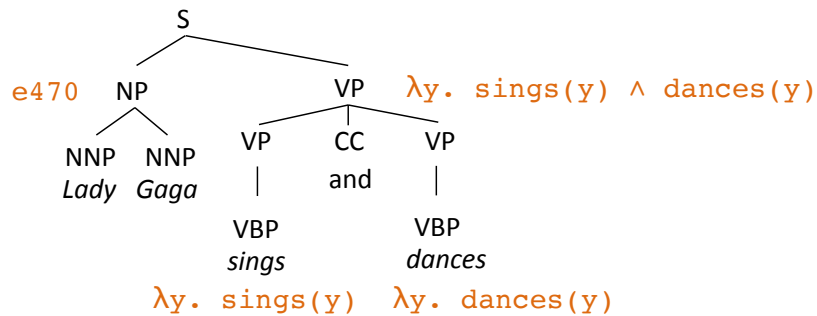 S
e470 NP VP λy. sings(y) ∧ dances(y)
NNP NNP VP CC VP
Lady Gaga and
VBP VBP
sings dances
λy. sings(y) λy. dances(y)